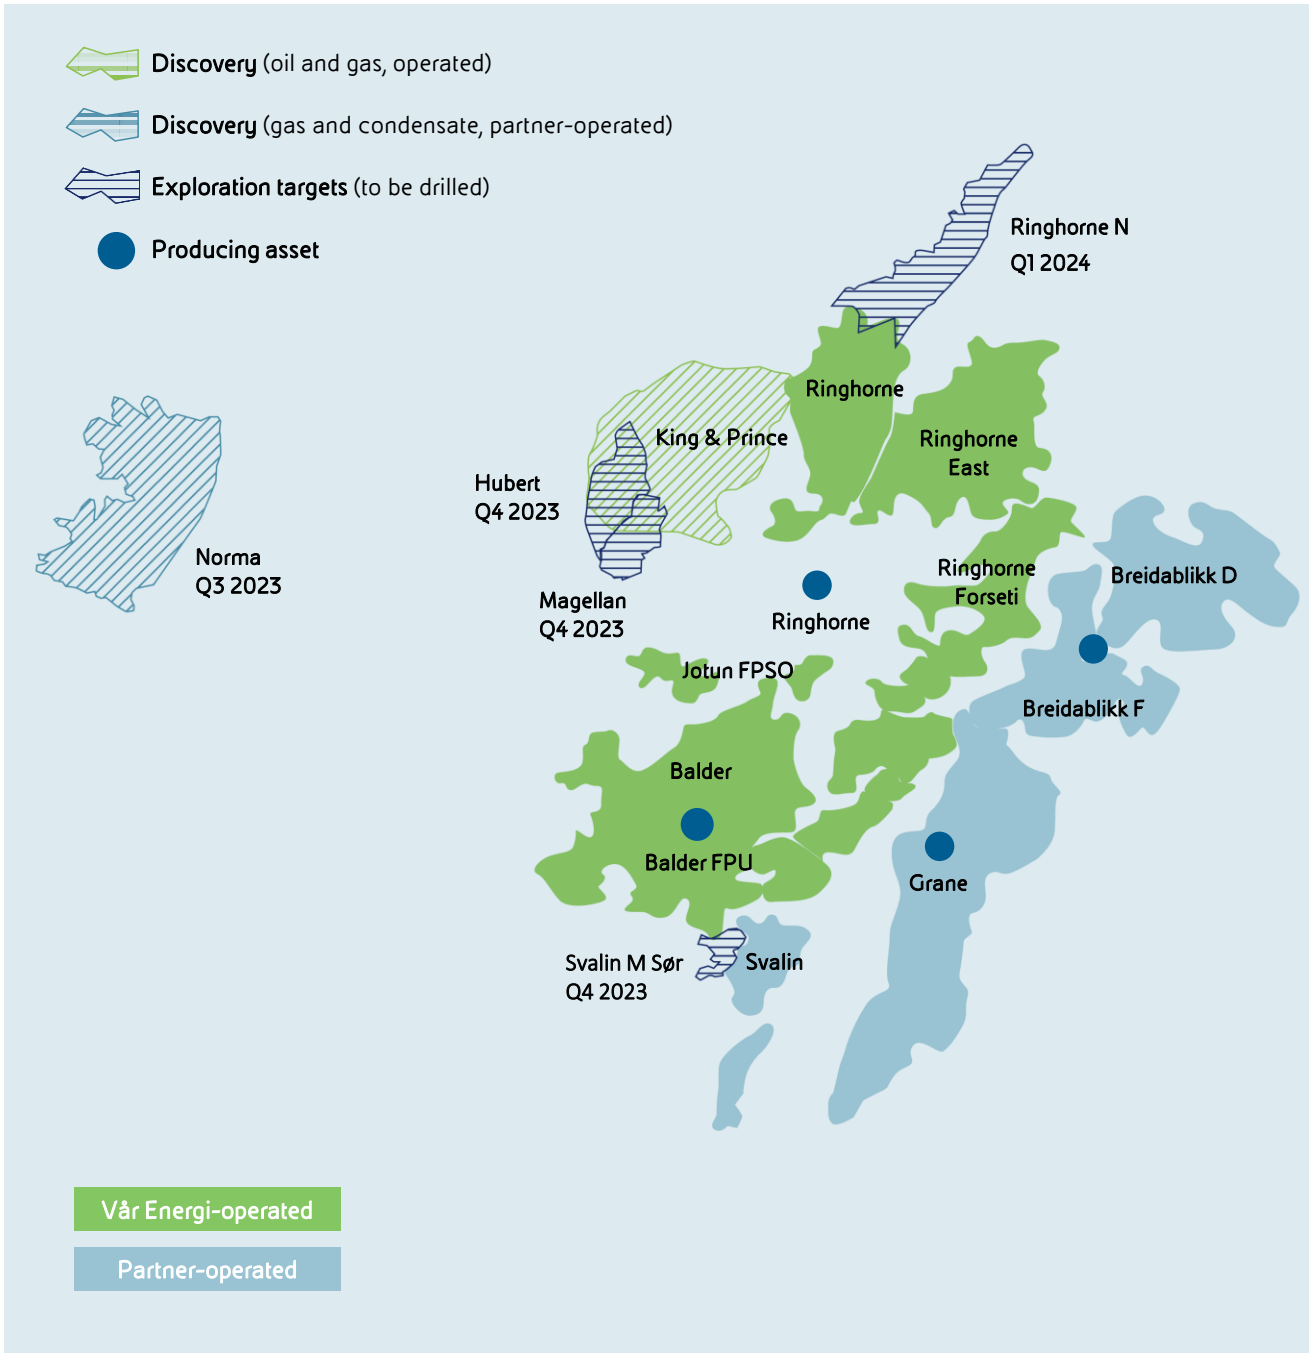 Discovery (oil and gas, operated)
Discovery (gas and condensate, partner-operated)
Exploration targets (to be drilled)
Producing asset
Ringhorne N
Q1 2024
Ringhorne
King & Prince
Ringhorne
East
Hubert
Q4 2023
Norma
Q3 2023
Magellan
Q4 2023
Ringhorne
Ringhorne
Forseti
Breidablikk D
Jotun FPSO
Breidablikk F
Balder
Balder FPU
Grane
Svalin M Sør
Q4 2023
Svalin
Vår Energi-operated
Partner-operated